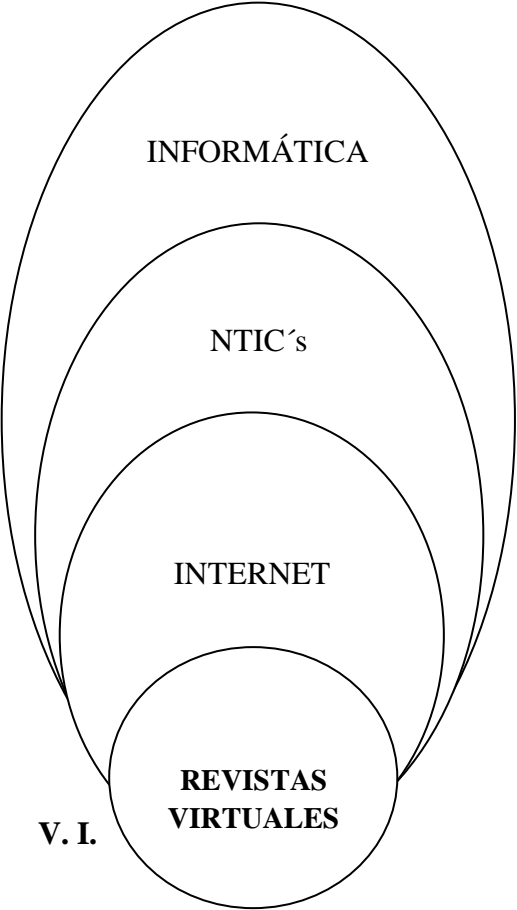 INFORMÁTICA
NTIC´s
INTERNET
REVISTAS
VIRTUALES
V. I.